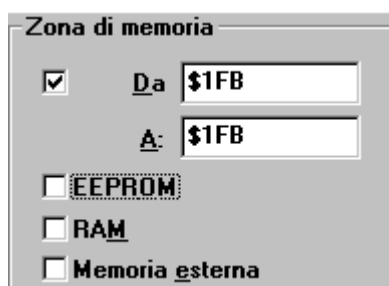 Zona di memoria
Da $1FB
A: $1FB
EEPROM
RAM
Memoria esterna